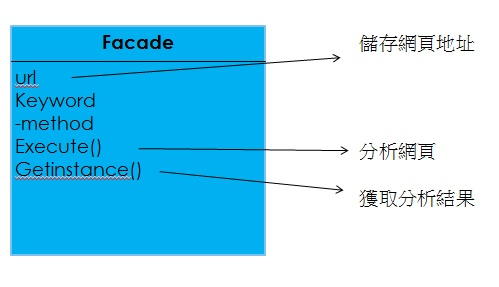 Facade
url
儲存網頁地址
Keyword
-method
Execute()
分析網頁
Getinstance()
獲取分析結果